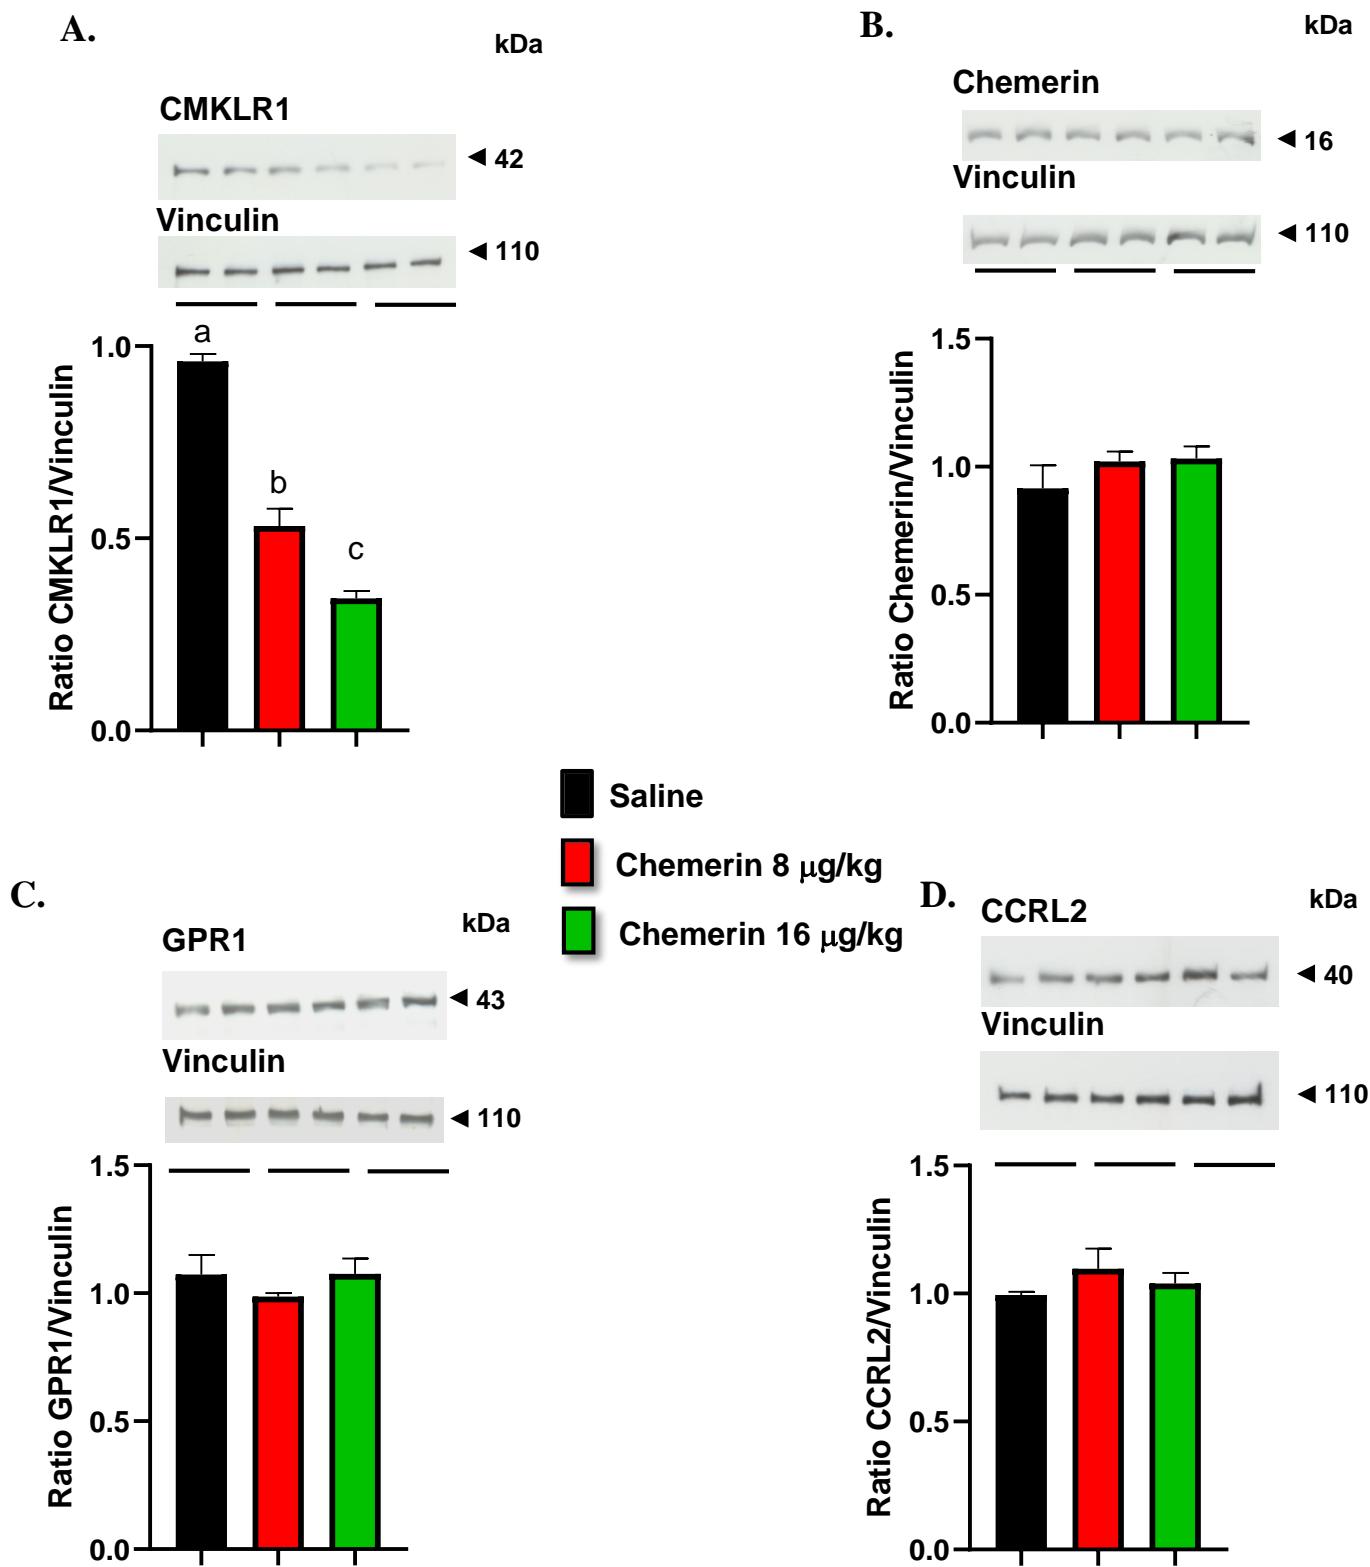 A.
kDa
CMKLR1
◄ 42
Vinculin
◄ 110
a
b
c
1.0
0.5
0.0
Ratio CMKLR1/Vinculin
B.
kDa
Chemerin
◄ 16
Vinculin
◄ 110
1.5
1.0
0.5
0.0
Ratio Chemerin/Vinculin
Saline
Chemerin 8 μg/kg
Chemerin 16 μg/kg
C.
kDa
GPR1
◄ 43
Vinculin
◄ 110
1.5
1.0
0.5
0.0
Ratio GPR1/Vinculin
D.
kDa
CCRL2
◄ 40
Vinculin
◄ 110
1.5
1.0
0.5
0.0
Ratio CCRL2/Vinculin